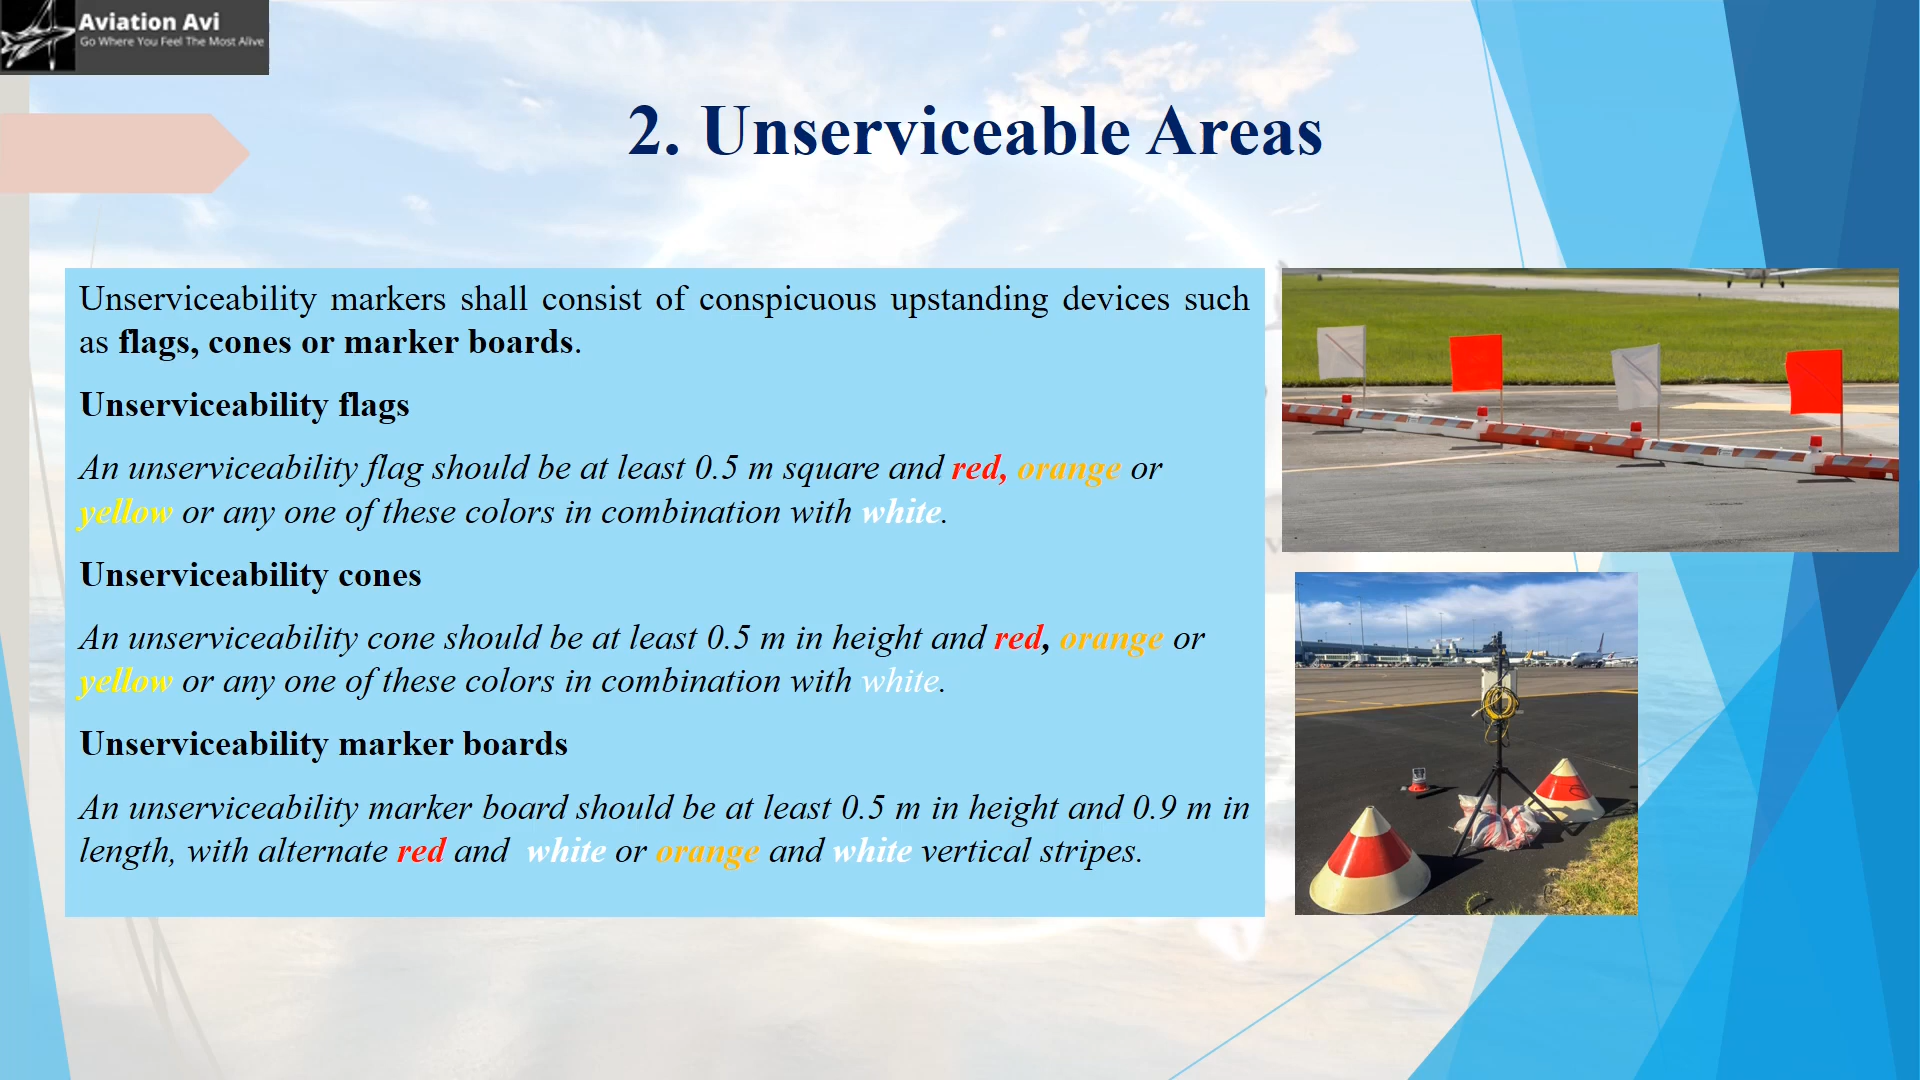 Aviation Avi
Go Where You Feel The Most Alive
2. Unserviceable Areas
Unserviceability markers shall consist of conspicuous upstanding devices such
as flags, cones or marker boards.
Unserviceability flags
An unserviceability flag should be at least 0.5 m square and red, orange or
yellow or any one of these colors in combination with white.
Unserviceability cones
An unserviceability cone should be at least 0.5 m in height and red, orange or
yellow or any one of these colors in combination with white.
Unserviceability marker boards
An unserviceability marker board should be at least 0.5 m in height and 0.9 m in
length, with alternate red and white or orange and white vertical stripes.